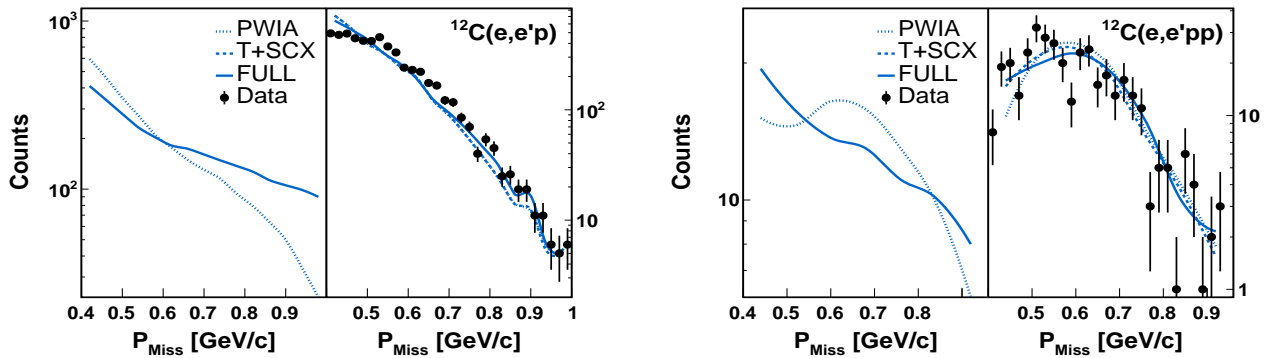 10³
10²
Counts
PWIA
T+SCX
FULL
Data
¹²C(e,e'p)
10²
10
0.4 0.5 0.6 0.7 0.8 0.9
0.5 0.6 0.7 0.8 0.9 1
P_Miss [GeV/c]
P_Miss [GeV/c]
10
Counts
PWIA
T+SCX
FULL
Data
¹²C(e,e'pp)
10
1
0.4 0.5 0.6 0.7 0.8 0.9
0.5 0.6 0.7 0.8 0.9
P_Miss [GeV/c]
P_Miss [GeV/c]